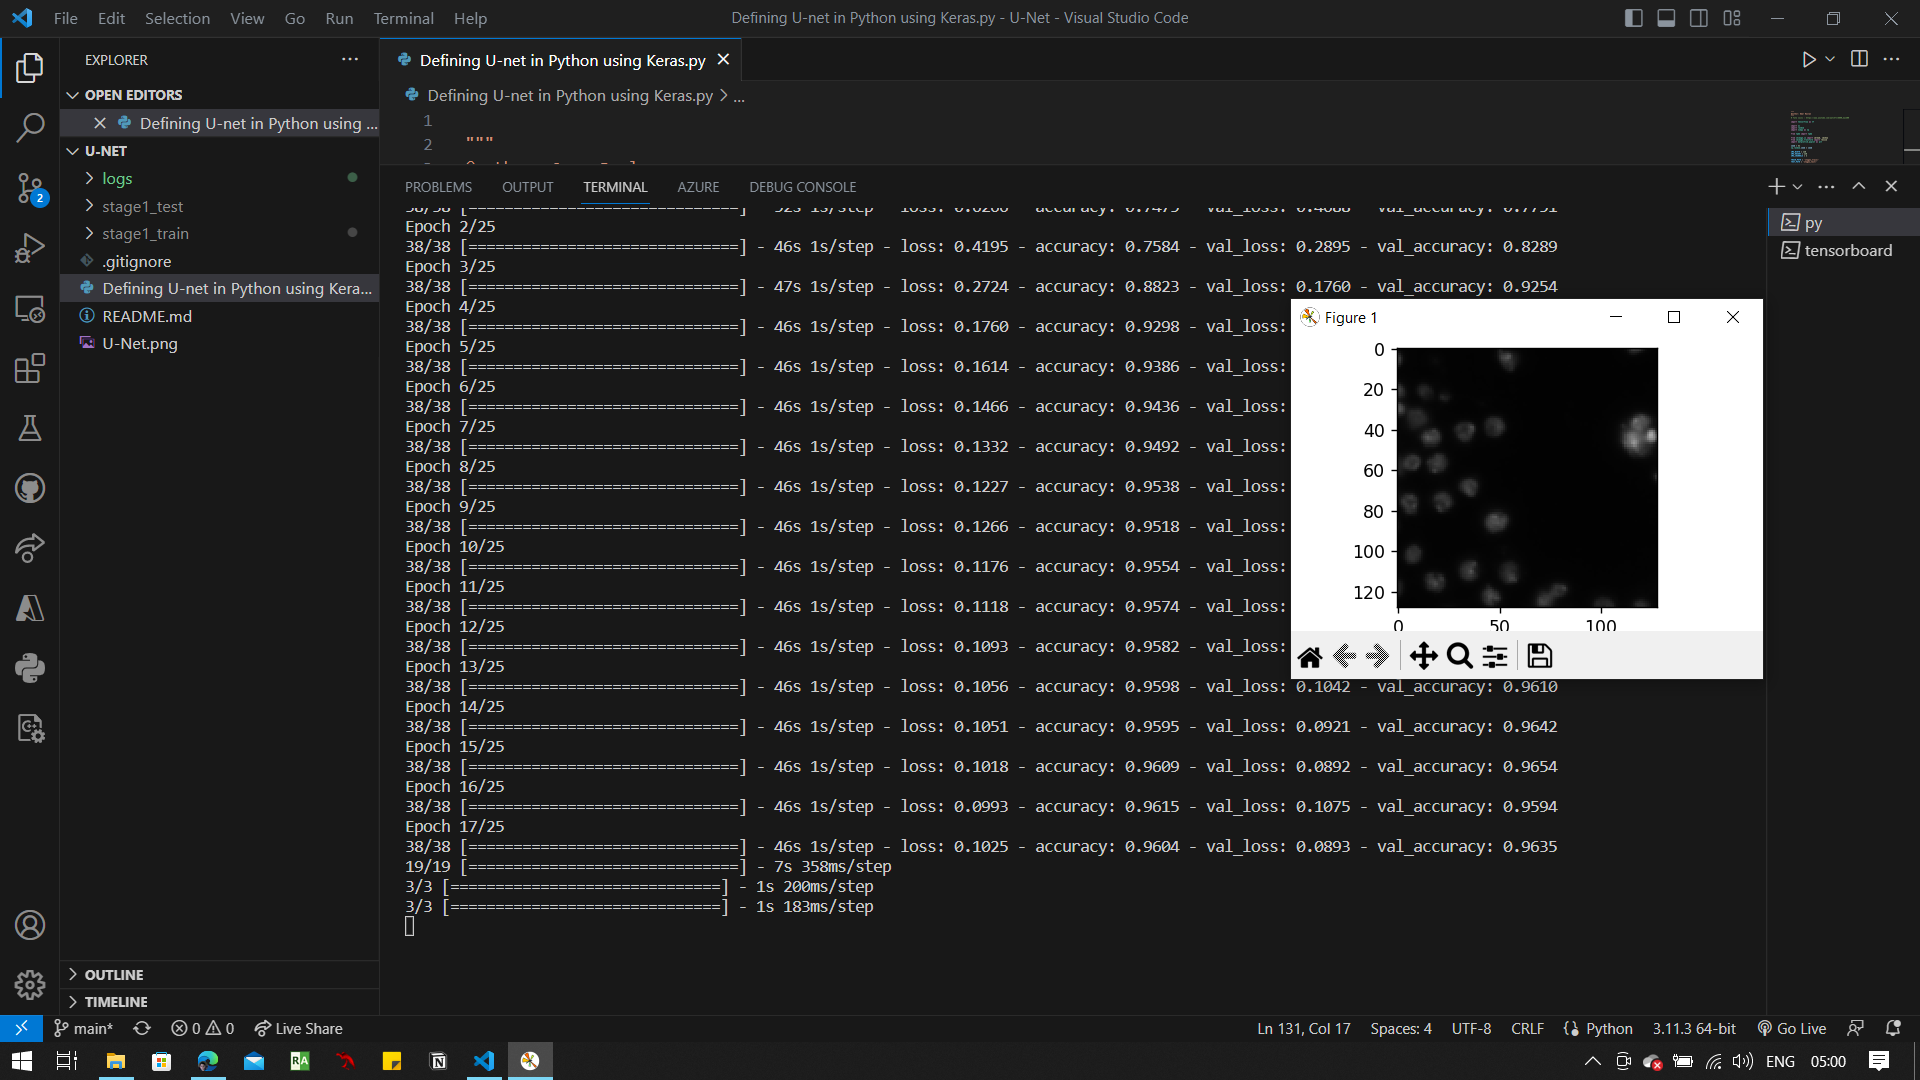 File Edit Selection View Go Run Terminal Help
Defining U-net in Python using Keras.py - U-Net - Visual Studio Code
EXPLORER
OPEN EDITORS
Defining U-net in Python using ...
U-NET
logs
stage1_test
stage1_train
.gitignore
Defining U-net in Python using Kera...
README.md
U-Net.png
OUTLINE
TIMELINE
2
Defining U-net in Python using Keras.py
Defining U-net in Python using Keras.py > ...
1
2 """
PROBLEMS OUTPUT TERMINAL AZURE DEBUG CONSOLE
py
tensorboard
38/38 [==============================] - 92s 1s/step - loss: 0.6266 - accuracy: 0.7479 - val_loss: 0.4688 - val_accuracy: 0.7791
Epoch 2/25
38/38 [==============================] - 46s 1s/step - loss: 0.4195 - accuracy: 0.7584 - val_loss: 0.2895 - val_accuracy: 0.8289
Epoch 3/25
38/38 [==============================] - 47s 1s/step - loss: 0.2724 - accuracy: 0.8823 - val_loss: 0.1760 - val_accuracy: 0.9254
Epoch 4/25
38/38 [==============================] - 46s 1s/step - loss: 0.1760 - accuracy: 0.9298 - val_loss:
Epoch 5/25
38/38 [==============================] - 46s 1s/step - loss: 0.1614 - accuracy: 0.9386 - val_loss:
Epoch 6/25
38/38 [==============================] - 46s 1s/step - loss: 0.1466 - accuracy: 0.9436 - val_loss:
Epoch 7/25
38/38 [==============================] - 46s 1s/step - loss: 0.1332 - accuracy: 0.9492 - val_loss:
Epoch 8/25
38/38 [==============================] - 46s 1s/step - loss: 0.1227 - accuracy: 0.9538 - val_loss:
Epoch 9/25
38/38 [==============================] - 46s 1s/step - loss: 0.1266 - accuracy: 0.9518 - val_loss:
Epoch 10/25
38/38 [==============================] - 46s 1s/step - loss: 0.1176 - accuracy: 0.9554 - val_loss:
Epoch 11/25
38/38 [==============================] - 46s 1s/step - loss: 0.1118 - accuracy: 0.9574 - val_loss:
Epoch 12/25
38/38 [==============================] - 46s 1s/step - loss: 0.1093 - accuracy: 0.9582 - val_loss:
Epoch 13/25
38/38 [==============================] - 46s 1s/step - loss: 0.1056 - accuracy: 0.9598 - val_loss: 0.1042 - val_accuracy: 0.9610
Epoch 14/25
38/38 [==============================] - 46s 1s/step - loss: 0.1051 - accuracy: 0.9595 - val_loss: 0.0921 - val_accuracy: 0.9642
Epoch 15/25
38/38 [==============================] - 46s 1s/step - loss: 0.1018 - accuracy: 0.9609 - val_loss: 0.0892 - val_accuracy: 0.9654
Epoch 16/25
38/38 [==============================] - 46s 1s/step - loss: 0.0993 - accuracy: 0.9615 - val_loss: 0.1075 - val_accuracy: 0.9594
Epoch 17/25
38/38 [==============================] - 46s 1s/step - loss: 0.1025 - accuracy: 0.9604 - val_loss: 0.0893 - val_accuracy: 0.9635
19/19 [==============================] - 7s 358ms/step
3/3 [==============================] - 1s 200ms/step
3/3 [==============================] - 1s 183ms/step
Figure 1
0
20
40
60
80
100
120
0 50 100
main* 0 0 Live Share
Ln 131, Col 17 Spaces: 4 UTF-8 CRLF Python 3.11.3 64-bit Go Live
RA N ENG 05:00